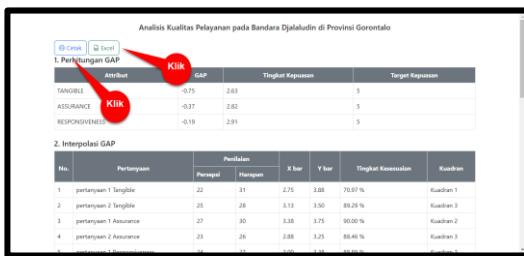 Analisis Kualitas Pelayanan pada Bandara Djalaludin di Provinsi Gorontalo
Cetak Excel
Klik
1. Perhitungan GAP
Attribut GAP Tingkat Kepuasan Target Kepuasan
TANGIBLE -0.75 2.63 5
ASSURANCE -0.37 2.82 5
Klik
RESPONSIVENESS -0.19 2.91 5
2. Interpolasi GAP
No. Pertanyaan Penilaian X bar Y bar Tingkat Kesesuaian Kuadran
Persepsi Harapan
1 pertanyaan 1 Tangible 22 31 2.75 3.88 70.97 % Kuadran 1
2 pertanyaan 2 Tangible 25 28 3.13 3.50 89.29 % Kuadran 3
3 pertanyaan 1 Assurance 27 30 3.38 3.75 90.00 % Kuadran 2
4 pertanyaan 2 Assurance 23 26 2.88 3.25 88.46 % Kuadran 3